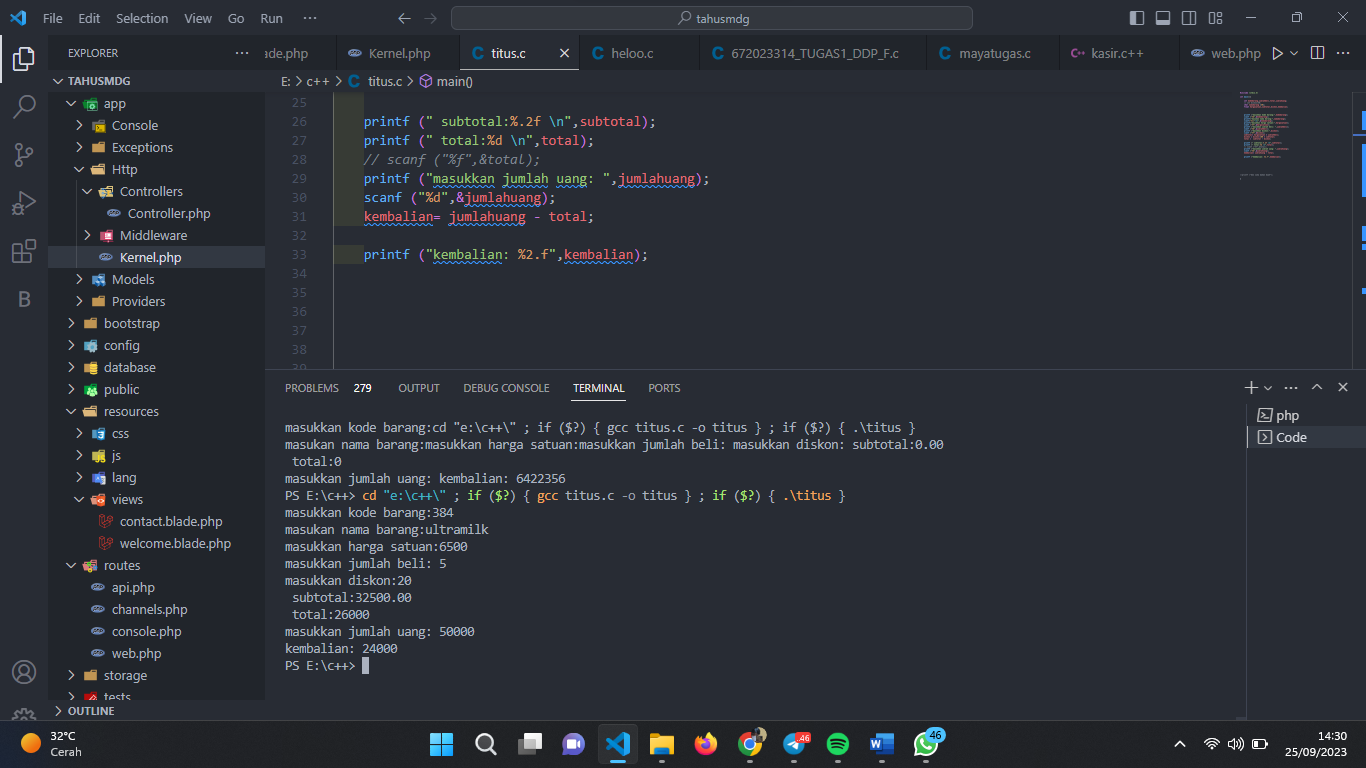 File Edit Selection View Go Run ··· tahusmdg
EXPLORER ···
ade.php Kernel.php titus.c heloo.c 672023314_TUGAS1_DDP_F.c mayatugas.c kasir.c++ web.php ···
TAHUSMDG
E: > c++ > titus.c > main()
app
Console
Exceptions
Http
Controllers
Controller.php
Middleware
Kernel.php
Models
Providers
bootstrap
config
database
public
resources
css
js
lang
views
contact.blade.php
welcome.blade.php
routes
api.php
channels.php
console.php
web.php
storage
tests
OUTLINE
25
26 printf (" subtotal:%.2f \n",subtotal);
27 printf (" total:%d \n",total);
28 // scanf ("%f",&total);
29 printf ("masukkan jumlah uang: ",jumlahuang);
30 scanf ("%d",&jumlahuang);
31 kembalian= jumlahuang - total;
32
33 printf ("kembalian: %2.f",kembalian);
34
35
36
37
38
39
PROBLEMS 279 OUTPUT DEBUG CONSOLE TERMINAL PORTS
php
Code
masukkan kode barang:cd "e:\c++\" ; if ($?) { gcc titus.c -o titus } ; if ($?) { .\titus }
masukan nama barang:masukkan harga satuan:masukkan jumlah beli: masukkan diskon: subtotal:0.00
total:0
masukkan jumlah uang: kembalian: 6422356
PS E:\c++> cd "e:\c++\" ; if ($?) { gcc titus.c -o titus } ; if ($?) { .\titus }
masukkan kode barang:384
masukan nama barang:ultramilk
masukkan harga satuan:6500
masukkan jumlah beli: 5
masukkan diskon:20
subtotal:32500.00
total:26000
masukkan jumlah uang: 50000
kembalian: 24000
PS E:\c++>
32°C
Cerah
46
46
14:30
25/09/2023